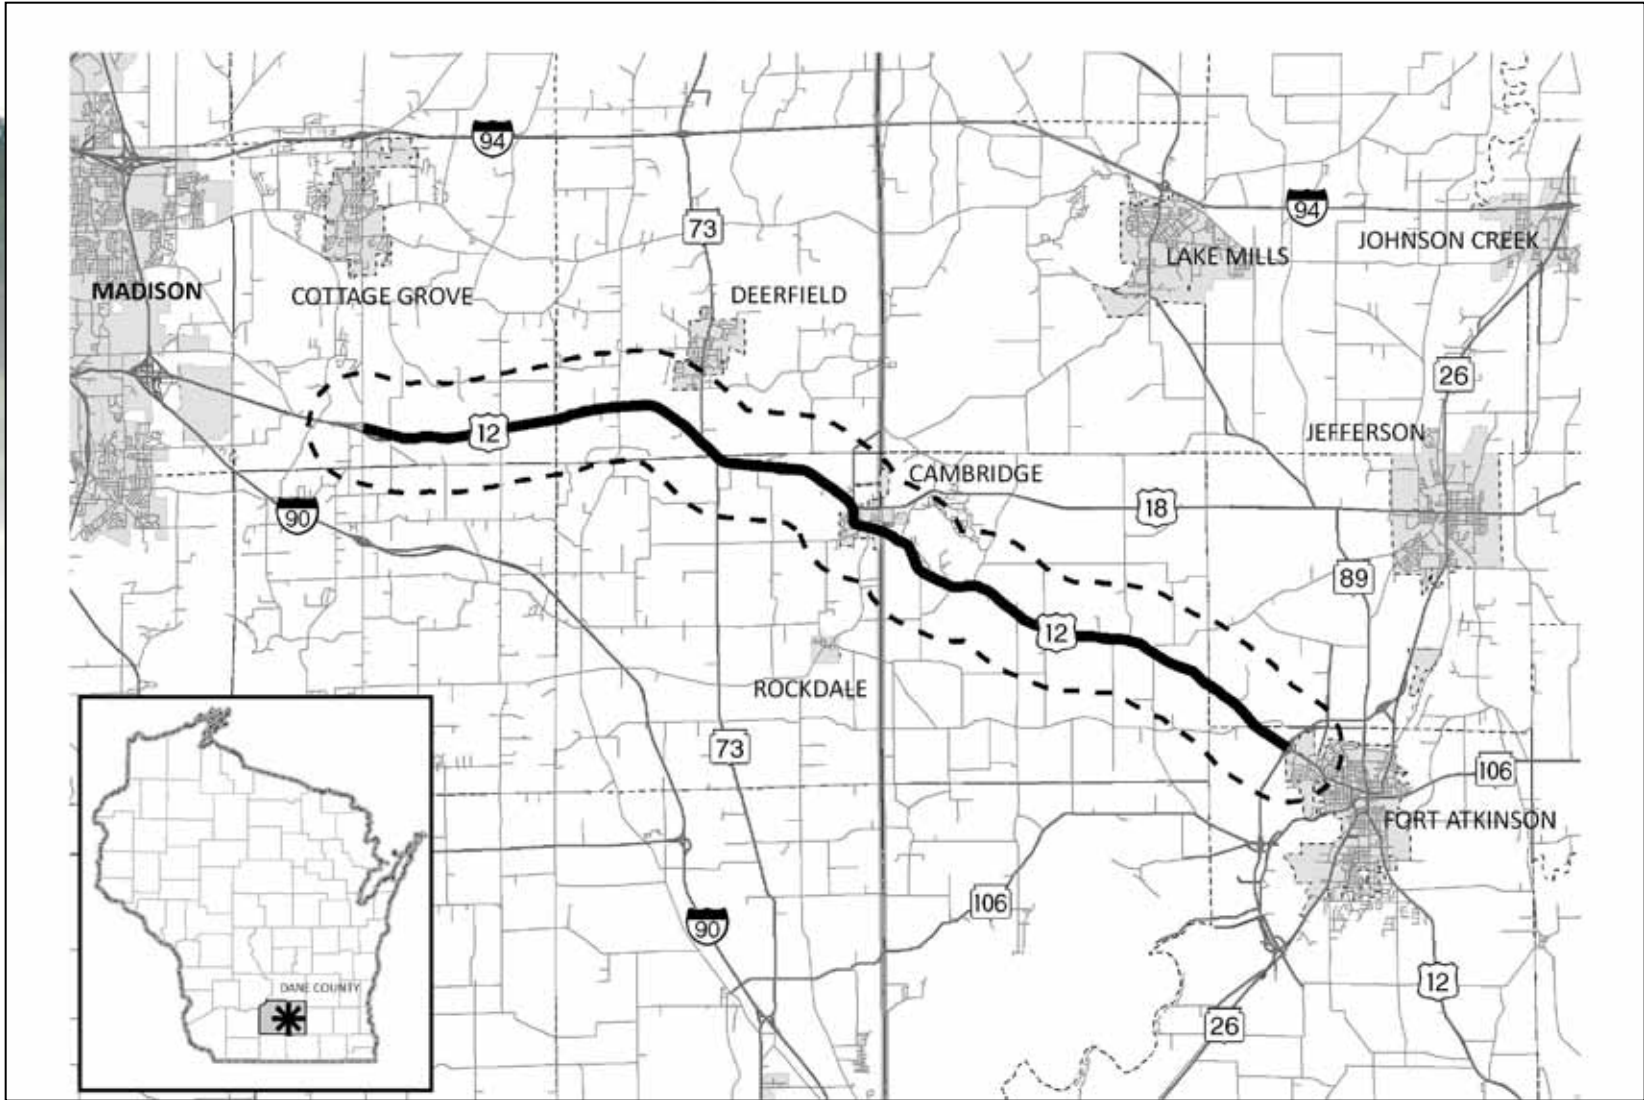 94
73
94
MADISON
COTTAGE GROVE
DEERFIELD
LAKE MILLS
JOHNSON CREEK
26
12
JEFFERSON
CAMBRIDGE
90
18
89
12
ROCKDALE
73
106
FORT ATKINSON
106
90
DANE COUNTY
12
26